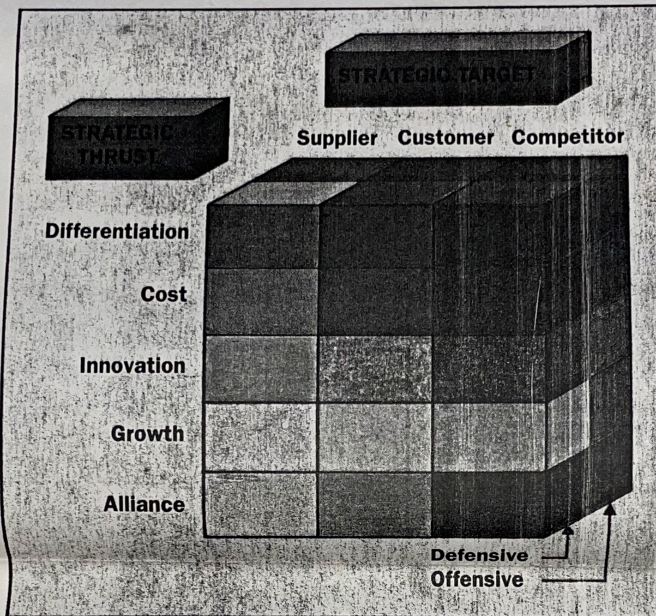 STRATEGIC TARGET
STRATEGIC
THRUST
Supplier Customer Competitor
Differentiation
Cost
Innovation
Growth
Alliance
Defensive
Offensive